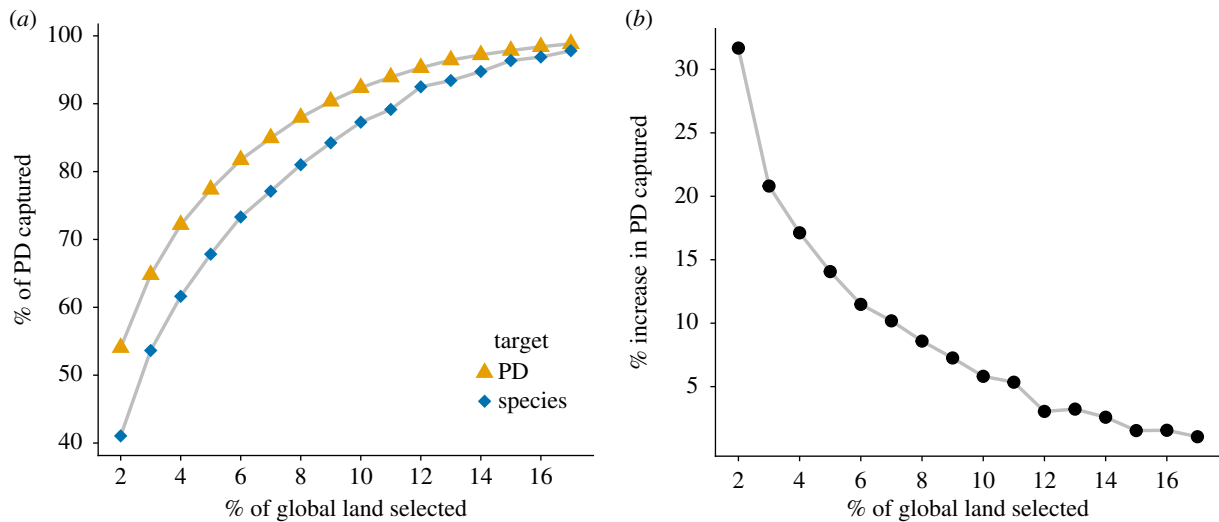 (a)
100
90
80
70
60
50
40
% of PD captured
target
PD
species
2 4 6 8 10 12 14 16
% of global land selected
(b)
30
25
20
15
10
5
% increase in PD captured
2 4 6 8 10 12 14 16
% of global land selected